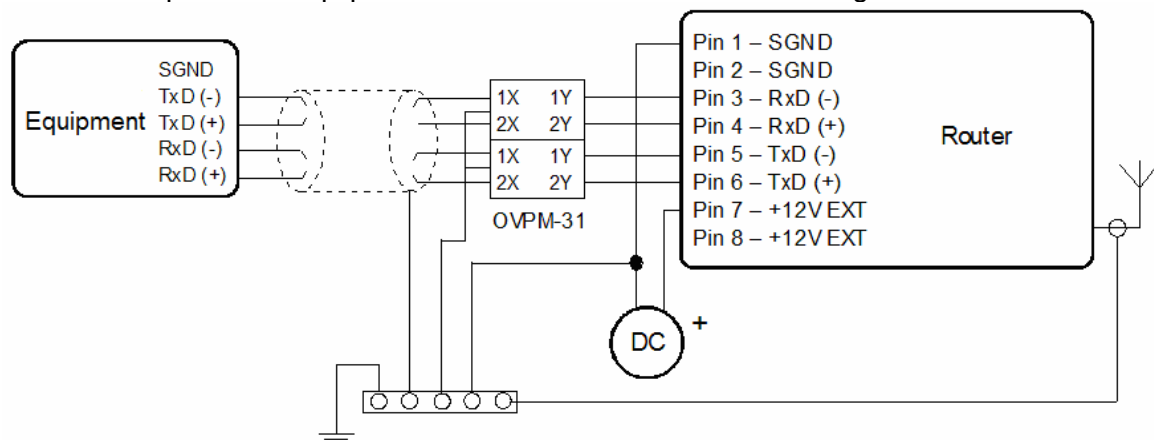 SGND
TxD (-)
Equipment TxD (+)
RxD (-)
RxD (+)
1X 1Y
2X 2Y
1X 1Y
2X 2Y
OVPM-31
Pin 1 – SGND
Pin 2 – SGND
Pin 3 – RxD (-)
Pin 4 – RxD (+)
Pin 5 – TxD (-)
Pin 6 – TxD (+)
Pin 7 – +12V EXT
Pin 8 – +12V EXT
Router
DC +